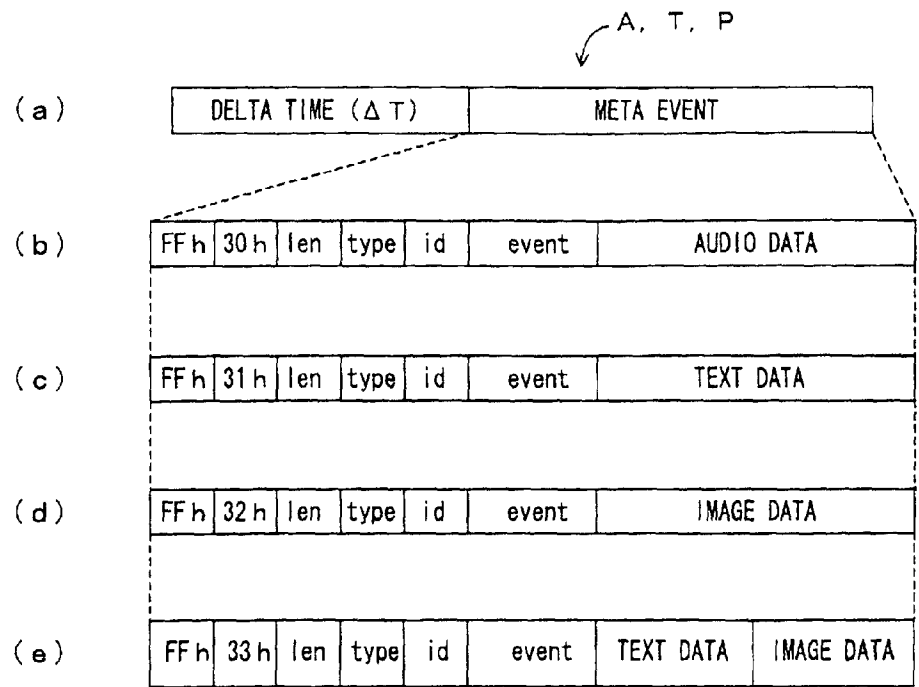 A, T, P
(a) DELTA TIME (ΔT) META EVENT
(b) FFh 30h len type id event AUDIO DATA
(c) FFh 31h len type id event TEXT DATA
(d) FFh 32h len type id event IMAGE DATA
(e) FFh 33h len type id event TEXT DATA IMAGE DATA